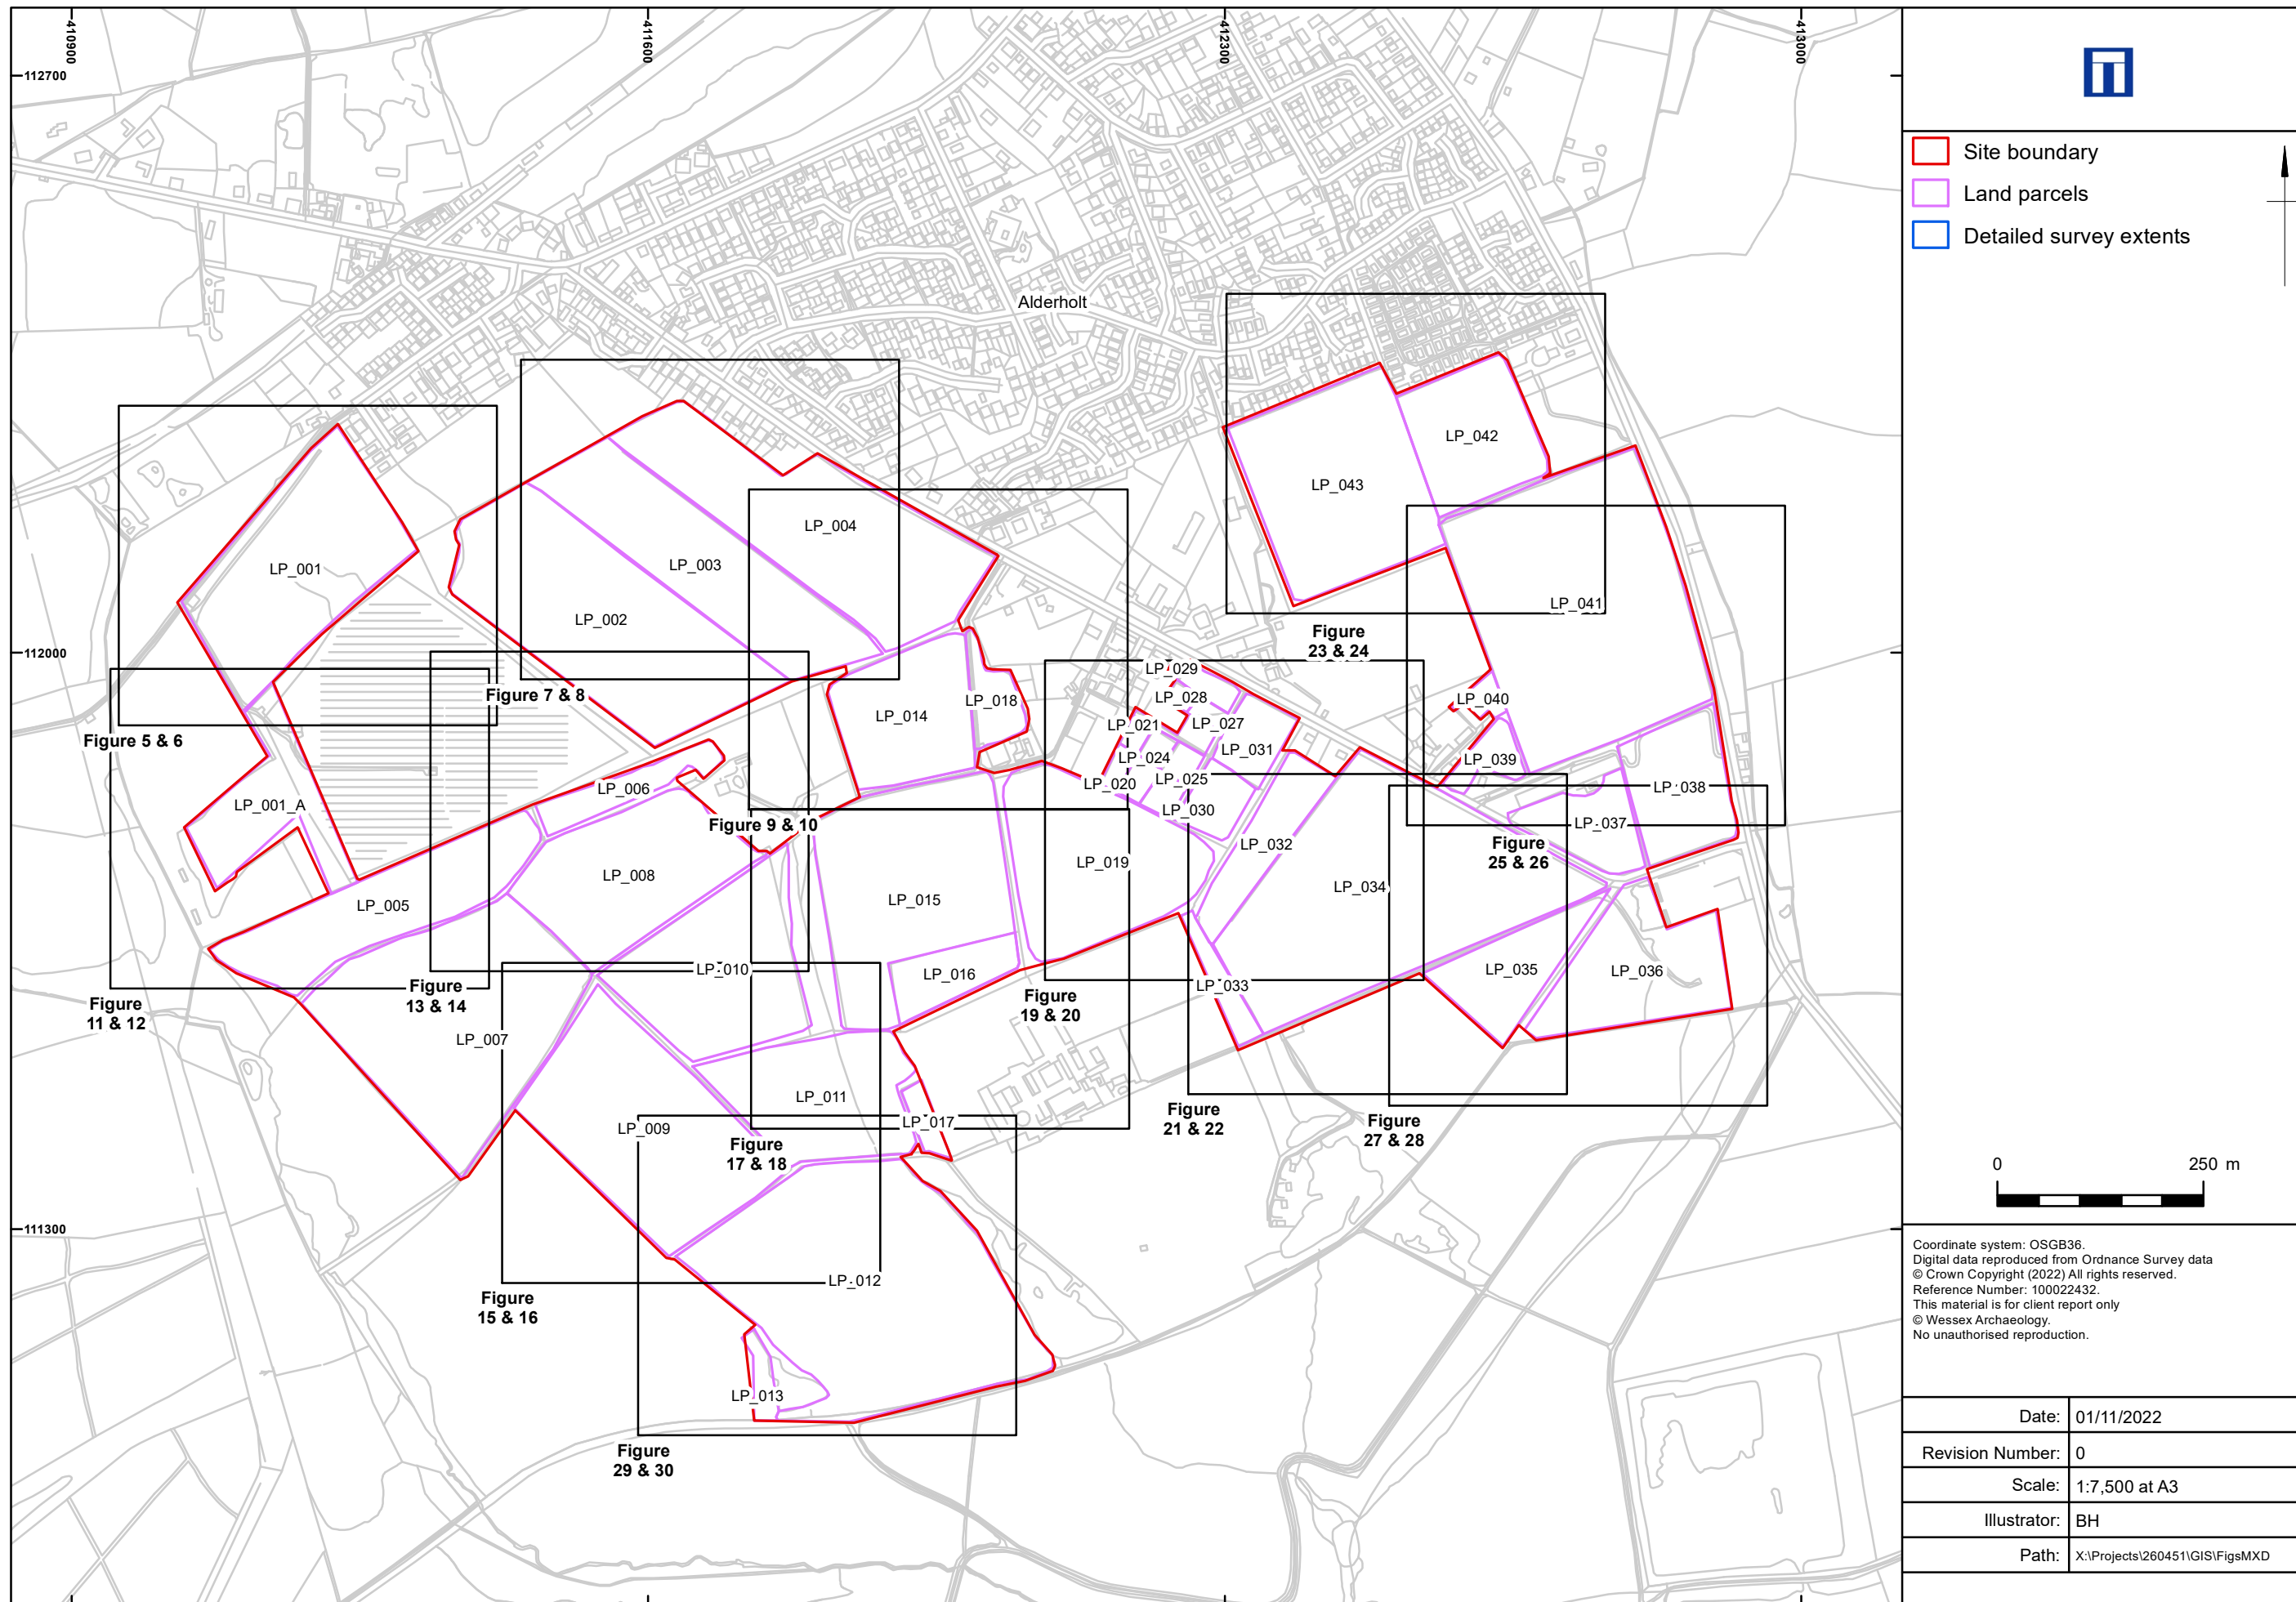 410900
411600
412300
413000
112700
112000
111300
Alderholt
LP_042
LP_043
LP_004
LP_003
LP_001
LP_002
LP_041
Figure
23 & 24
LP_029
LP_028
LP_040
Figure 7 & 8
LP_018
LP_014
LP_021
LP_027
Figure 5 & 6
LP_031
LP_024
LP_039
LP_025
LP_020
LP_006
LP_038
LP_001_A
LP_030
Figure 9 & 10
LP_037
LP_032
Figure
25 & 26
LP_019
LP_008
LP_034
LP_015
LP_005
LP_010
LP_016
LP_035
LP_036
Figure
13 & 14
LP_033
Figure
11 & 12
Figure
19 & 20
LP_007
LP_011
Figure
21 & 22
LP_017
Figure
27 & 28
LP_009
Figure
17 & 18
LP_012
Figure
15 & 16
LP_013
Figure
29 & 30
Site boundary
Land parcels
Detailed survey extents
0 250 m
Coordinate system: OSGB36.
Digital data reproduced from Ordnance Survey data
© Crown Copyright (2022) All rights reserved.
Reference Number: 100022432.
This material is for client report only
© Wessex Archaeology.
No unauthorised reproduction.
Date: 01/11/2022
Revision Number: 0
Scale: 1:7,500 at A3
Illustrator: BH
Path: X:\Projects\260451\GIS\FigsMXD